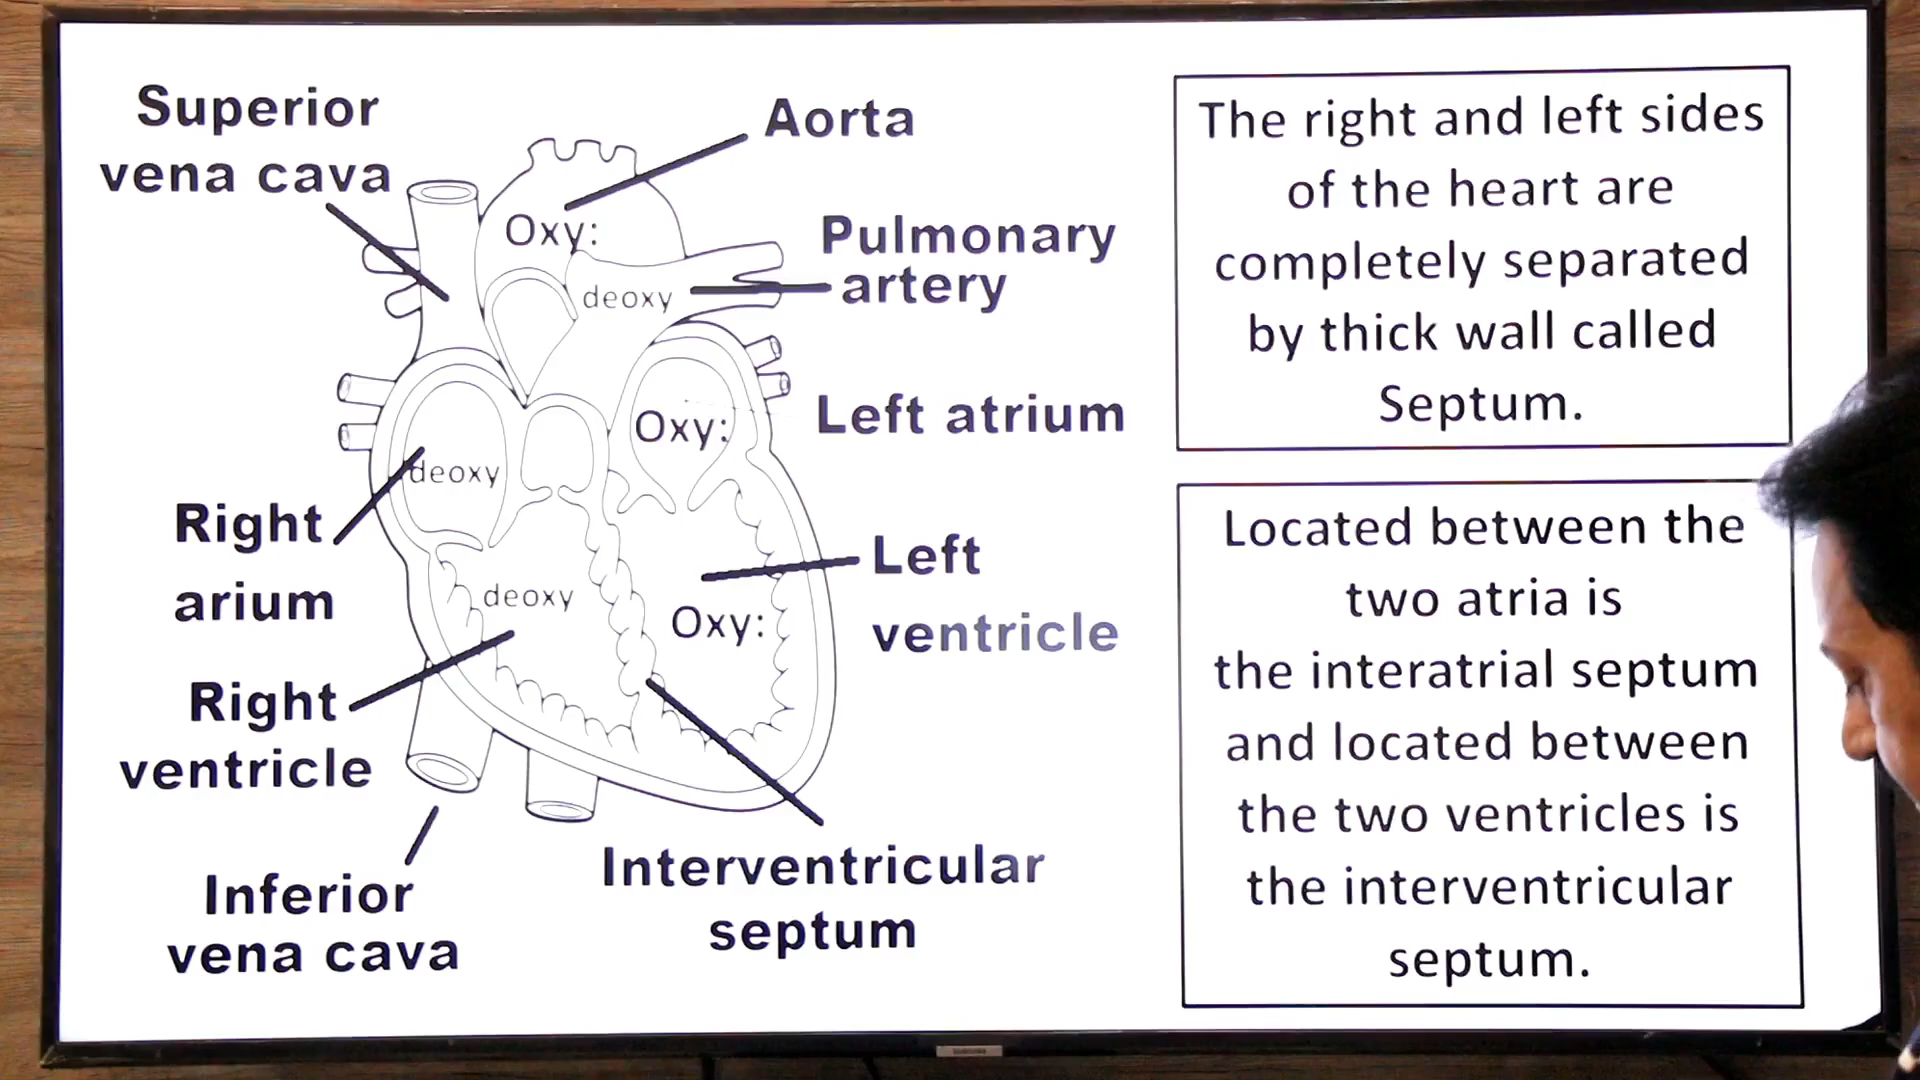 Superior
vena cava
Aorta
Oxy:
Pulmonary
artery
deoxy
Left atrium
Oxy:
deoxy
Right
arium
Left
ventricle
deoxy
Oxy:
Right
ventricle
Interventricular
septum
Inferior
vena cava
The right and left sides
of the heart are
completely separated
by thick wall called
Septum.
Located between the
two atria is
the interatrial septum
and located between
the two ventricles is
the interventricular
septum.